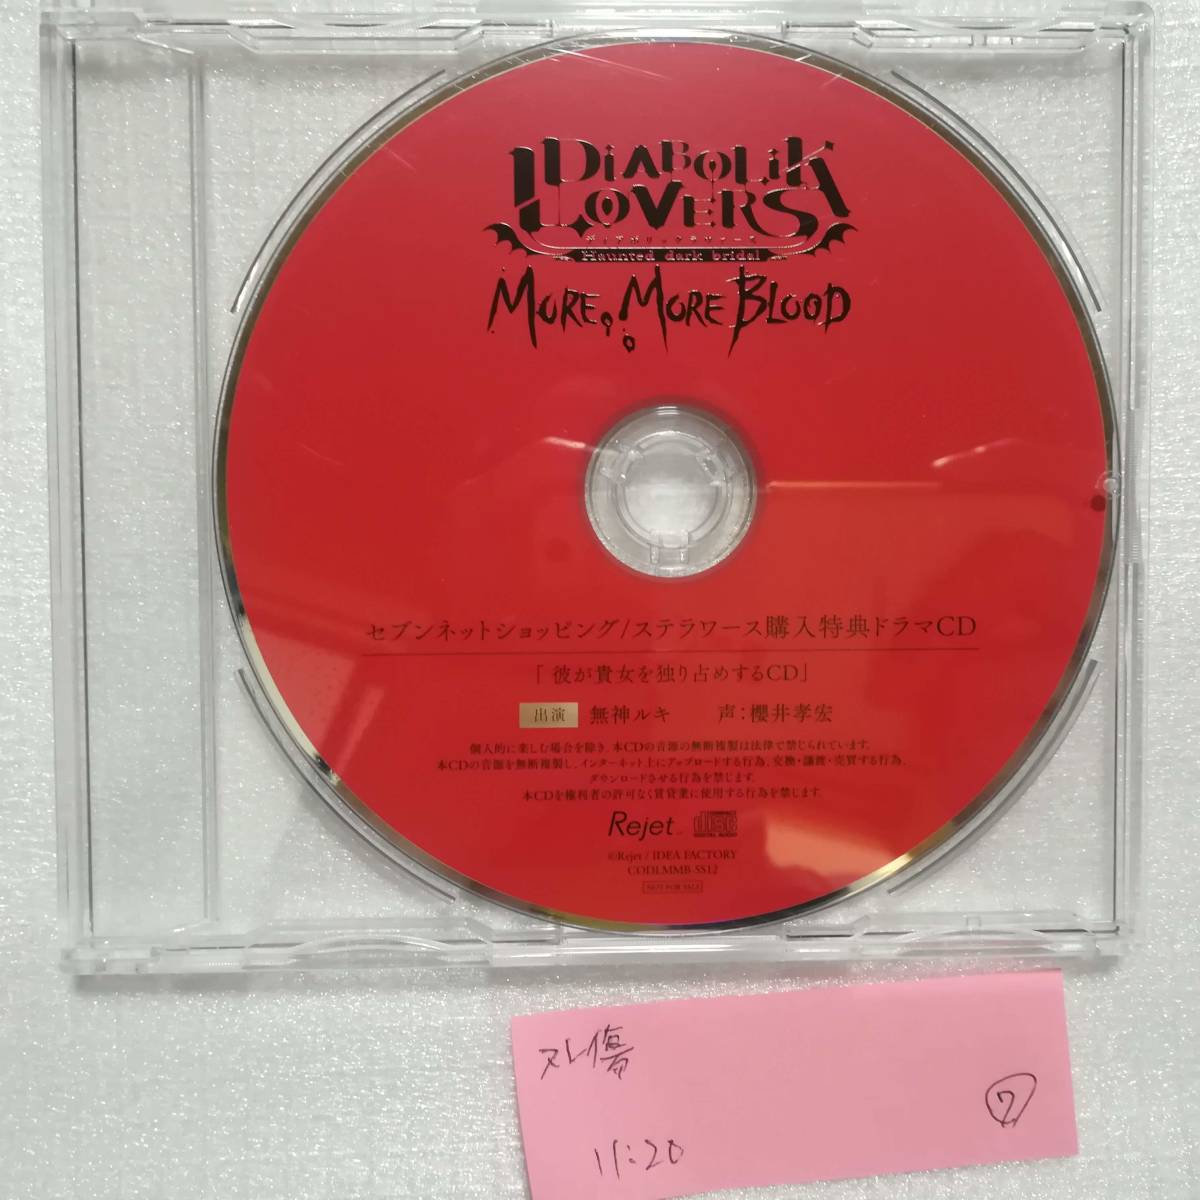 DIABOLIK
LOVERS
ディアボリックラヴァーズ
Haunted dark bridal
MORE, MORE BLOOD
セブンネットショッピング/ステラワース購入特典ドラマCD
「彼が貴女を独り占めするCD」
出演 無神ルキ 声:櫻井孝宏
個人的に楽しむ場合を除き、本CDの音源の無断複製は法律で禁じられています。
本CDの音源を無断複製し、インターネット上にアップロードする行為、交換・譲渡・売買する行為、
ダウンロードさせる行為を禁じます。
本CDを権利者の許可なく賃貸業に使用する行為を禁じます。
Rejet COMPACT disc DIGITAL AUDIO
©Rejet / IDEA FACTORY
CODLMMB-SS12
NOT FOR SALE
スレ傷
⑦
11:20